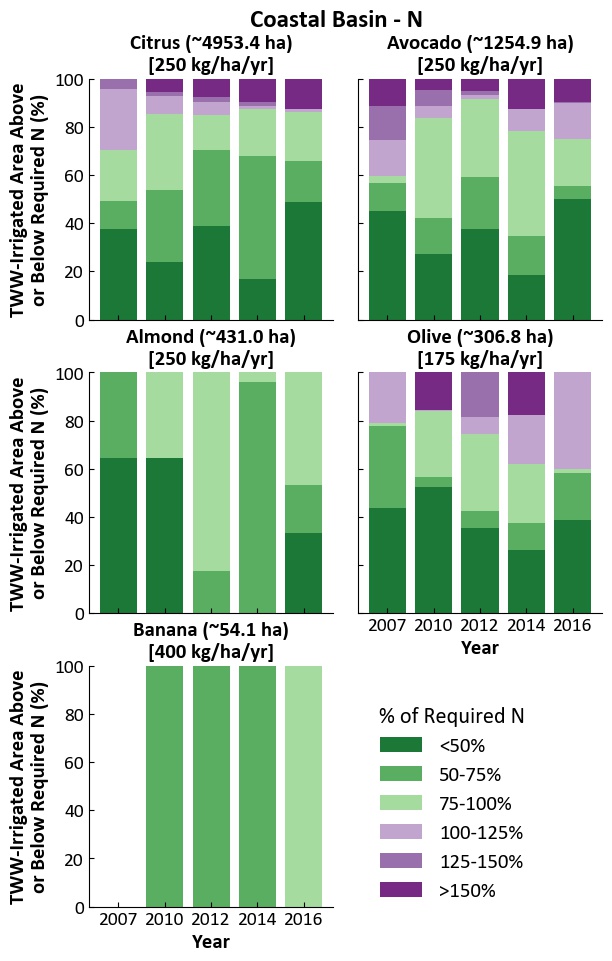 Coastal Basin - N
Citrus (~4953.4 ha)
[250 kg/ha/yr]
Avocado (~1254.9 ha)
[250 kg/ha/yr]
TWW-Irrigated Area Above
or Below Required N (%)
100
80
60
40
20
0
Almond (~431.0 ha)
[250 kg/ha/yr]
Olive (~306.8 ha)
[175 kg/ha/yr]
TWW-Irrigated Area Above
or Below Required N (%)
100
80
60
40
20
0
2007 2010 2012 2014 2016
Year
Banana (~54.1 ha)
[400 kg/ha/yr]
TWW-Irrigated Area Above
or Below Required N (%)
100
80
60
40
20
0
2007 2010 2012 2014 2016
Year
% of Required N
<50%
50-75%
75-100%
100-125%
125-150%
>150%